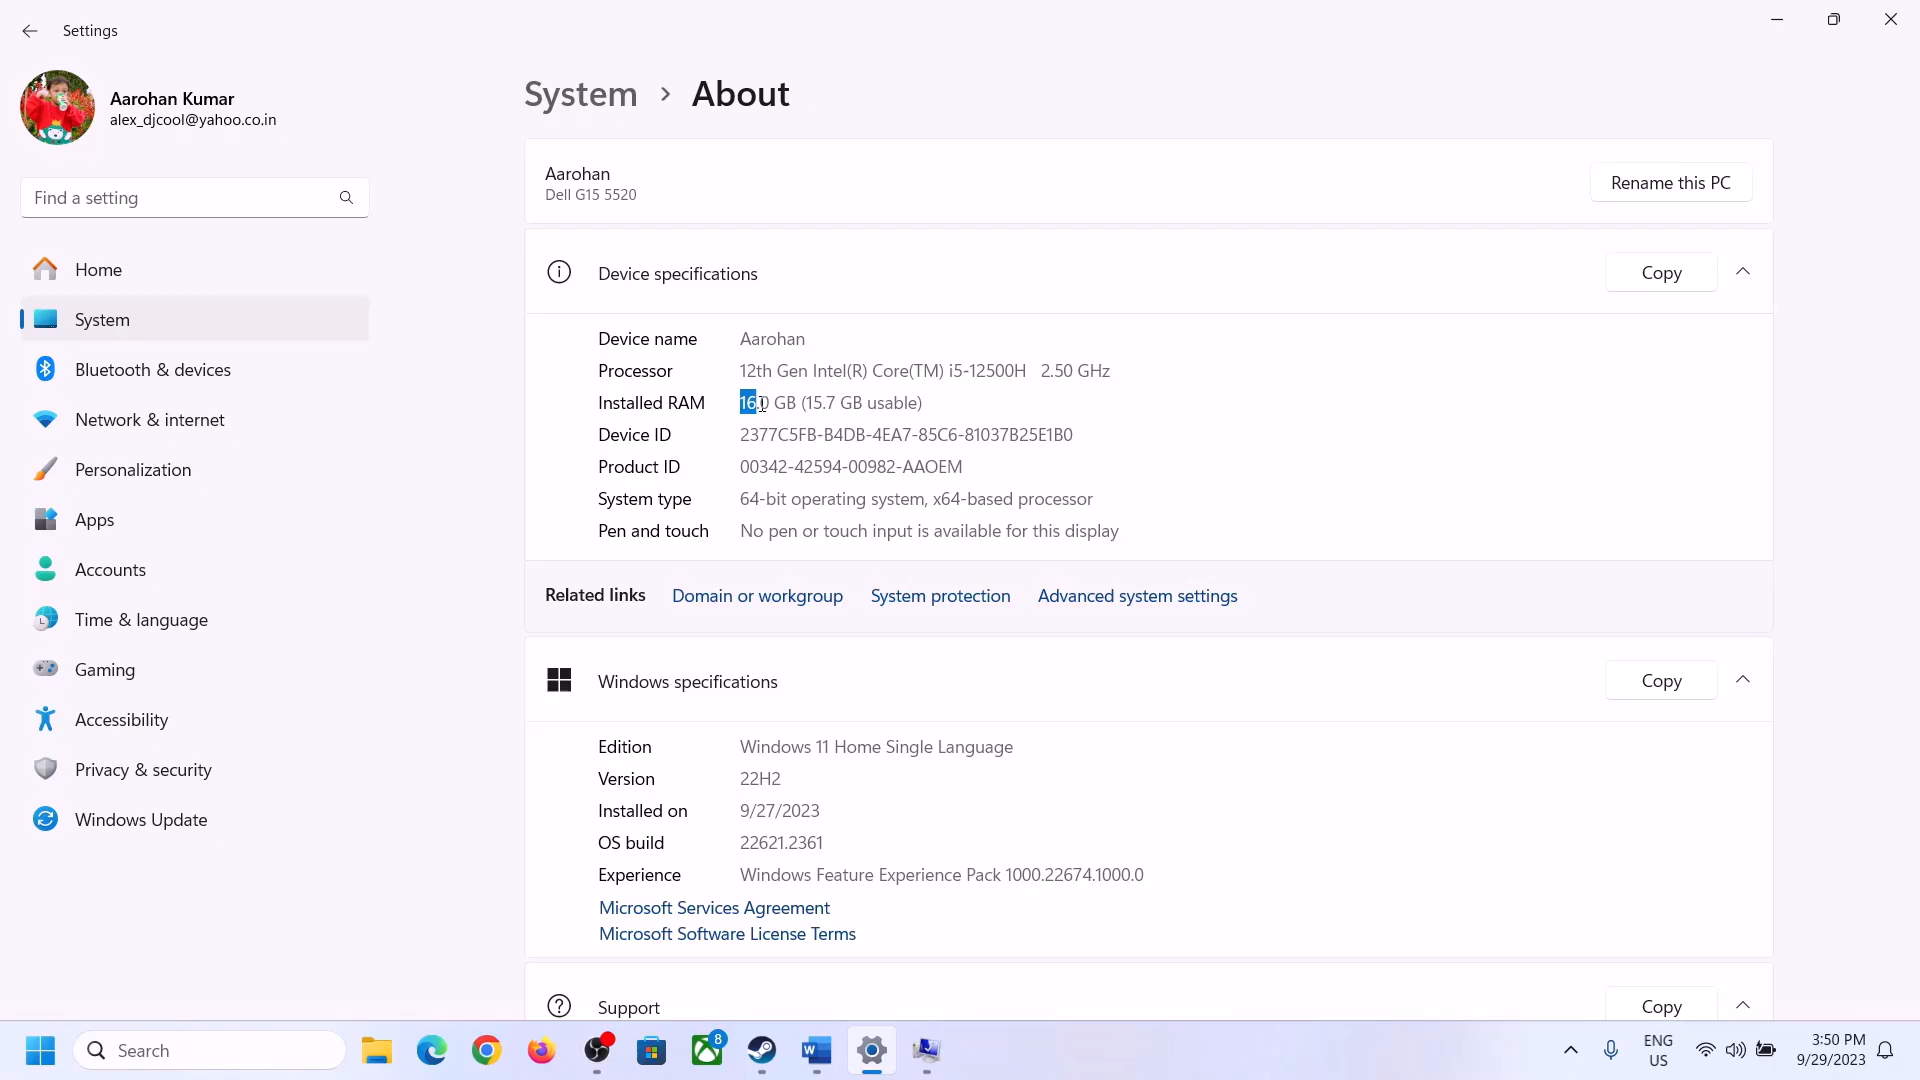 Settings
Aarohan Kumar
alex_djcool@yahoo.co.in
Find a setting
Home
System
Bluetooth & devices
Network & internet
Personalization
Apps
Accounts
Time & language
Gaming
Accessibility
Privacy & security
Windows Update
System > About
Aarohan
Dell G15 5520
Rename this PC
Device specifications
Copy
Device name Aarohan
Processor 12th Gen Intel(R) Core(TM) i5-12500H 2.50 GHz
Installed RAM 16.0 GB (15.7 GB usable)
Device ID 2377C5FB-B4DB-4EA7-85C6-81037B25E1B0
Product ID 00342-42594-00982-AAOEM
System type 64-bit operating system, x64-based processor
Pen and touch No pen or touch input is available for this display
Related links Domain or workgroup System protection Advanced system settings
Windows specifications
Copy
Edition Windows 11 Home Single Language
Version 22H2
Installed on 9/27/2023
OS build 22621.2361
Experience Windows Feature Experience Pack 1000.22674.1000.0
Microsoft Services Agreement
Microsoft Software License Terms
Support
Copy
Search
8
W
ENG
US
3:50 PM
9/29/2023